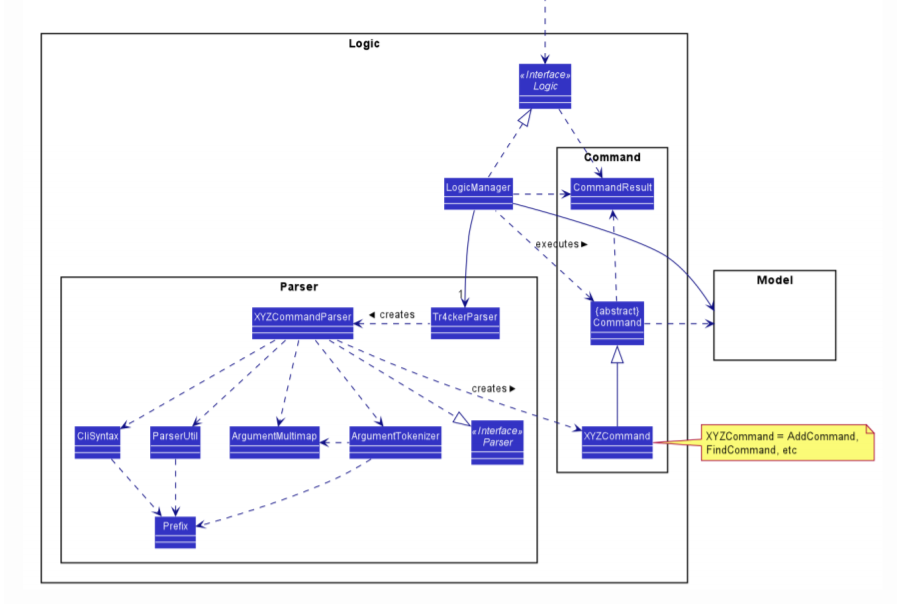 Logic
«Interface»
Logic
Command
LogicManager
CommandResult
executes ►
Model
Parser
1
{abstract}
Command
XYZCommandParser
◄ creates
Tr4ckerParser
creates ►
CliSyntax
ParserUtil
ArgumentMultimap
ArgumentTokenizer
«Interface»
Parser
XYZCommand
XYZCommand = AddCommand,
FindCommand, etc
Prefix